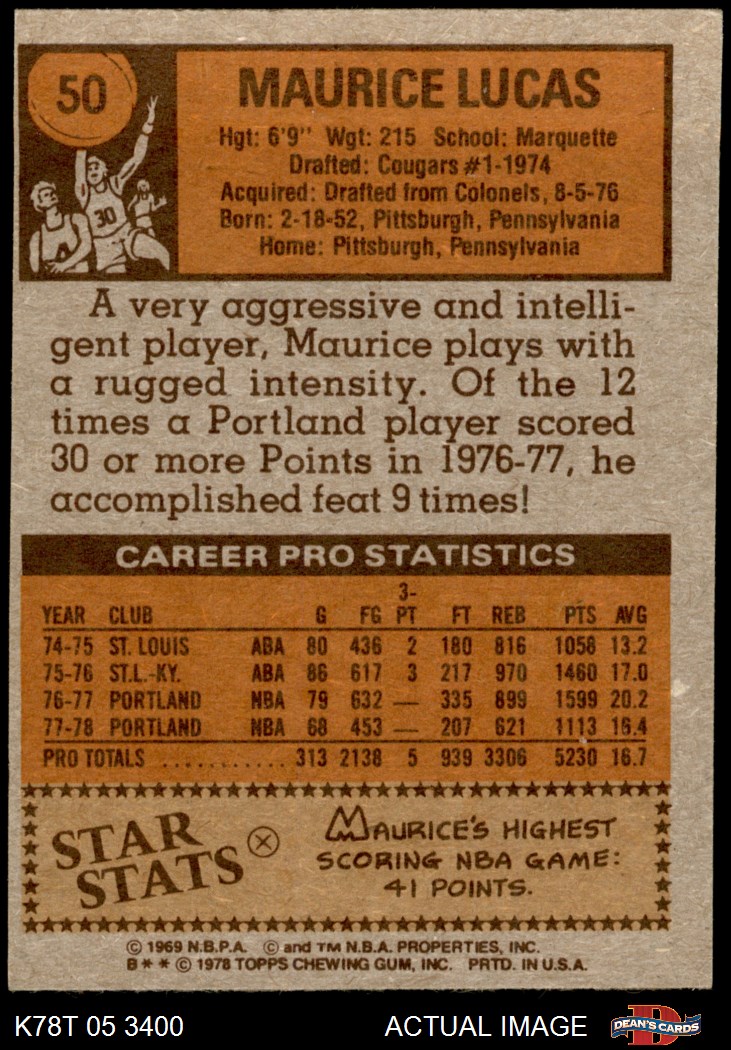 50
MAURICE LUCAS
Hgt: 6'9" Wgt: 215 School: Marquette
Drafted: Cougars #1-1974
Acquired: Drafted from Colonels, 8-5-76
Born: 2-18-52, Pittsburgh, Pennsylvania
Home: Pittsburgh, Pennsylvania
30
A very aggressive and intelli-
gent player, Maurice plays with
a rugged intensity. Of the 12
times a Portland player scored
30 or more Points in 1976-77, he
accomplished feat 9 times!
CAREER PRO STATISTICS
YEAR CLUB G FG 3-PT FT REB PTS AVG
74-75 ST. LOUIS ABA 80 436 2 180 816 1058 13.2
75-76 ST.L.-KY. ABA 86 617 3 217 970 1460 17.0
76-77 PORTLAND NBA 79 632 — 335 899 1599 20.2
77-78 PORTLAND NBA 68 453 — 207 621 1113 16.4
PRO TOTALS ............ 313 2138 5 939 3306 5230 16.7
STAR
STATS
MAURICE'S HIGHEST
SCORING NBA GAME:
41 POINTS.
© 1969 N.B.P.A. © and TM N.B.A. PROPERTIES, INC.
B * * © 1978 TOPPS CHEWING GUM, INC. PRTD. IN U.S.A.
K78T 05 3400 ACTUAL IMAGE
D
DEAN'S CARDS